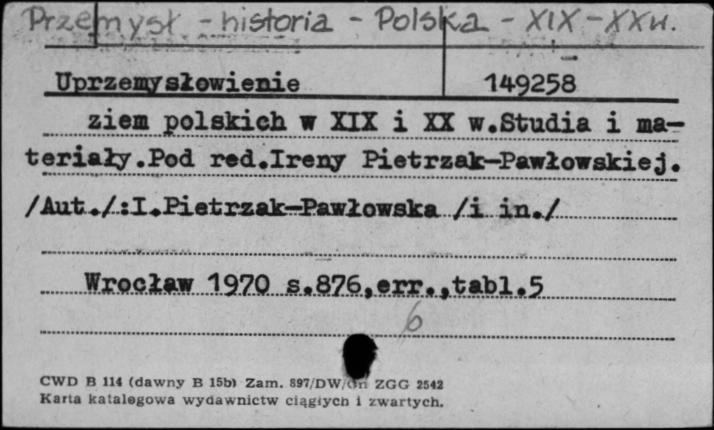 Przemysł - historia - Polska - XIX-XXw.
Uprzemysłowienie 149258
ziem polskich w XIX i XX w.Studia i ma-
teriały.Pod red.Ireny Pietrzak-Pawłowskiej.
/Aut./:I.Pietrzak-Pawłowska /i in./
Wrocław 1970 s.876,err.,tabl.5
6
CWD B 114 (dawny B 15b) Zam. 897/DW/ ZGG 2542
Karta katalogowa wydawnictw ciągłych i zwartych.